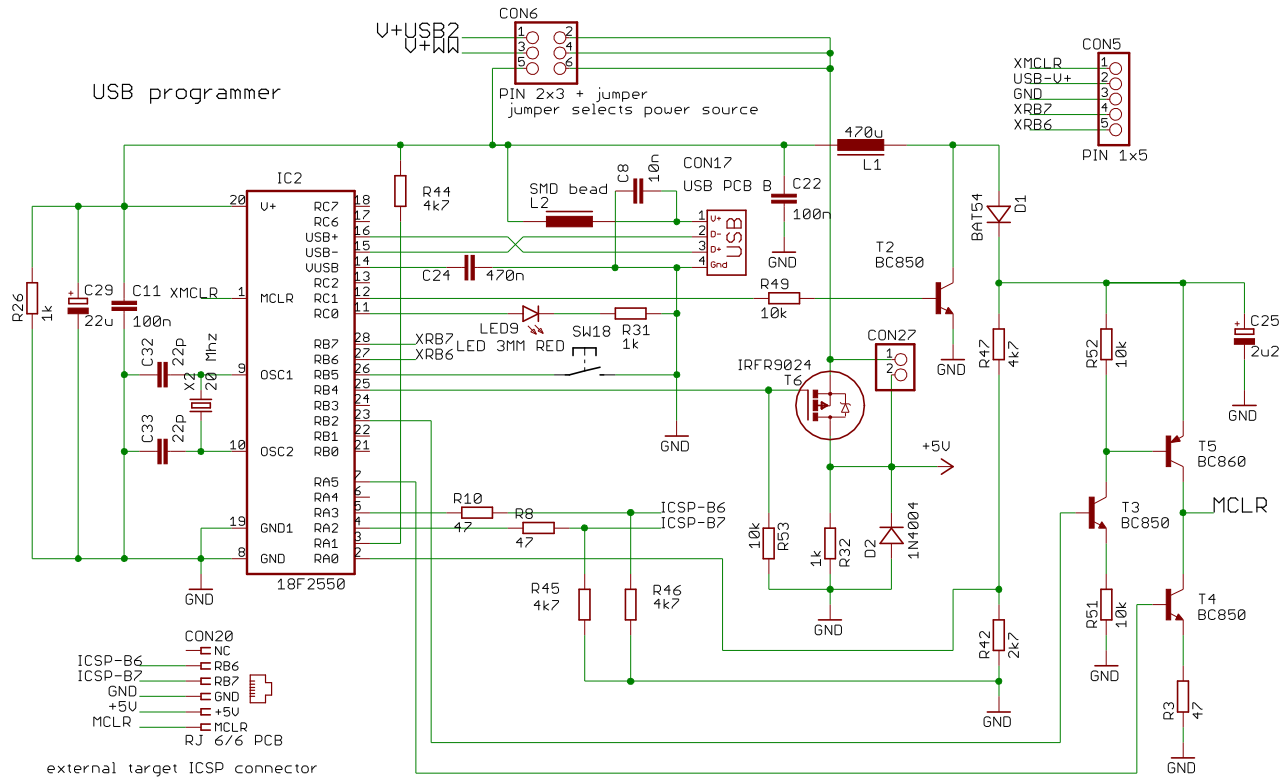 CON6
V+USB2
V+WW
1 2
3 4
5 6
PIN 2x3 + jumper
jumper selects power source
USB programmer
CON5
XMCLR 1
USB-V+ 2
GND 3
XRB7 4
XRB6 5
PIN 1x5
470u
L1
IC2
20 V+
1 MCLR
XMCLR
9 OSC1
10 OSC2
19 GND1
8 GND
RC7 18
RC6 17
USB+ 16
USB- 15
VUSB 14
RC2 13
RC1 12
RC0 11
RB7 28
RB6 27
RB5 26
RB4 25
RB3 24
RB2 23
RB1 22
RB0 21
RA5 7
RA4 6
RA3 5
RA2 4
RA1 3
RA0 2
18F2550
R26
1k
C29
22u
+
C11
100n
C32
22p
X2
20 Mhz
C33
22p
GND
R44
4k7
SMD bead
L2
C8
10n
CON17
USB PCB B
1 V+
2 D-
3 D+
4 Gnd
USB
C22
100n
GND
C24
470n
LED9
LED 3MM RED
R31
1k
SW18
XRB7
XRB6
GND
R49
10k
T2
BC850
GND
BAT54
D1
CON27
1
2
IRFR9024
T6
+5V
R47
4k7
R52
10k
C25
+
2u2
GND
T5
BC860
T3
BC850
MCLR
T4
BC850
R10
47
R8
47
ICSP-B6
ICSP-B7
R45
4k7
R46
4k7
10k
R53
1k
R32
D2
1N4004
GND
R42
2k7
GND
R51
10k
GND
R3
47
GND
CON20
NC
ICSP-B6 RB6
ICSP-B7 RB7
GND GND
+5V +5V
MCLR MCLR
RJ 6/6 PCB
external target ICSP connector